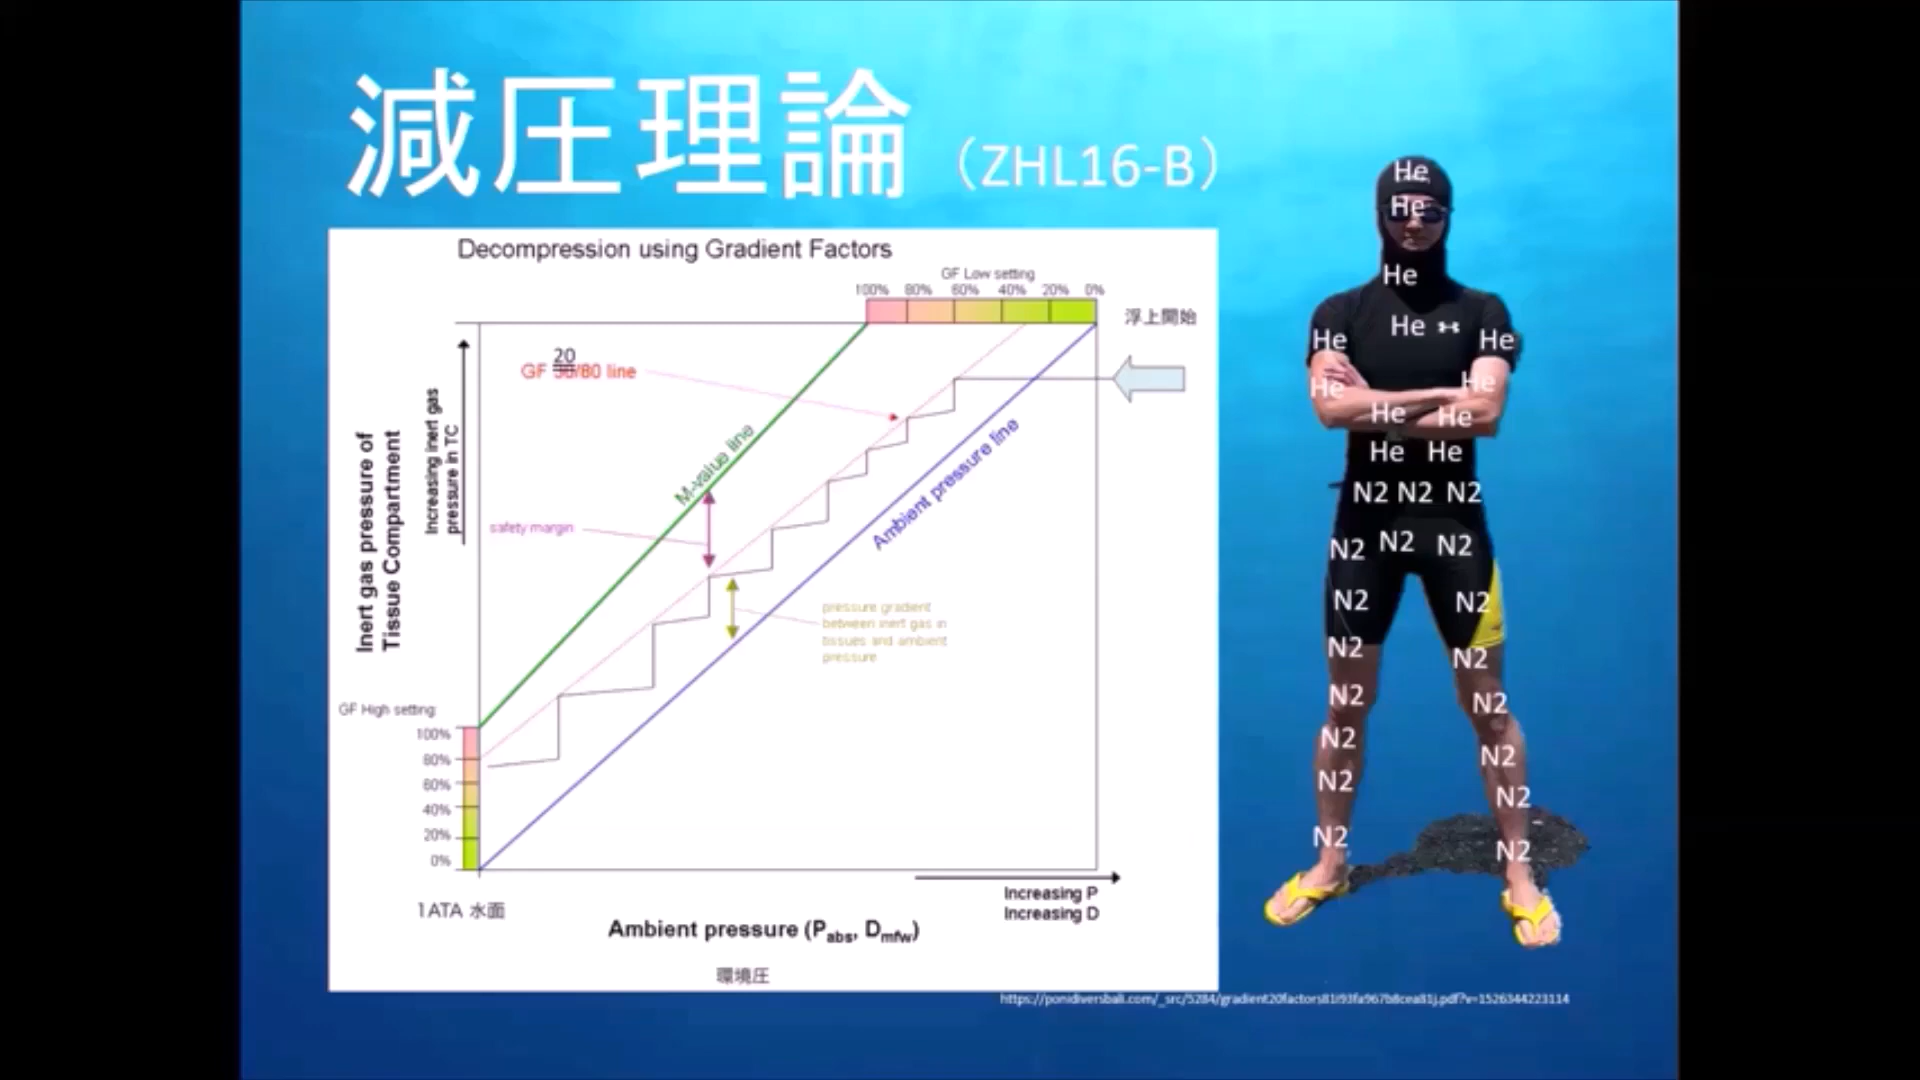 減圧理論 (ZHL16-B)
Decompression using Gradient Factors
GF Low setting
100% 80% 60% 40% 20% 0%
浮上開始
20
GF 30/80 line
Increasing inert gas
pressure in TC
Inert gas pressure of
Tissue Compartment
M-value line
Ambient pressure line
safety margin
pressure gradient
between inert gas in
tissues and ambient
pressure
GF High setting
100%
80%
60%
40%
20%
0%
1ATA 水面
Increasing P
Increasing D
Ambient pressure (Pabs, Dmfw)
環境圧
He
He
He
He
He He
He He
He He
He He
N2 N2 N2
N2 N2 N2
N2 N2
N2 N2
N2 N2
N2 N2
N2 N2
N2 N2